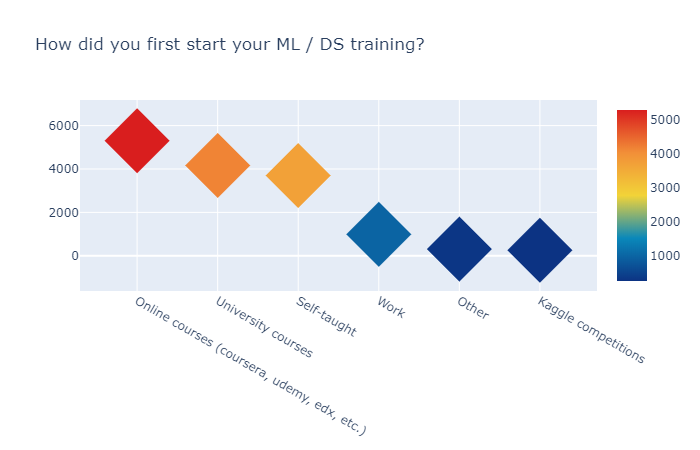 How did you first start your ML / DS training?
6000
4000
2000
0
5000
4000
3000
2000
1000
Online courses (coursera, udemy, edx, etc.)
University courses
Self-taught
Work
Other
Kaggle competitions